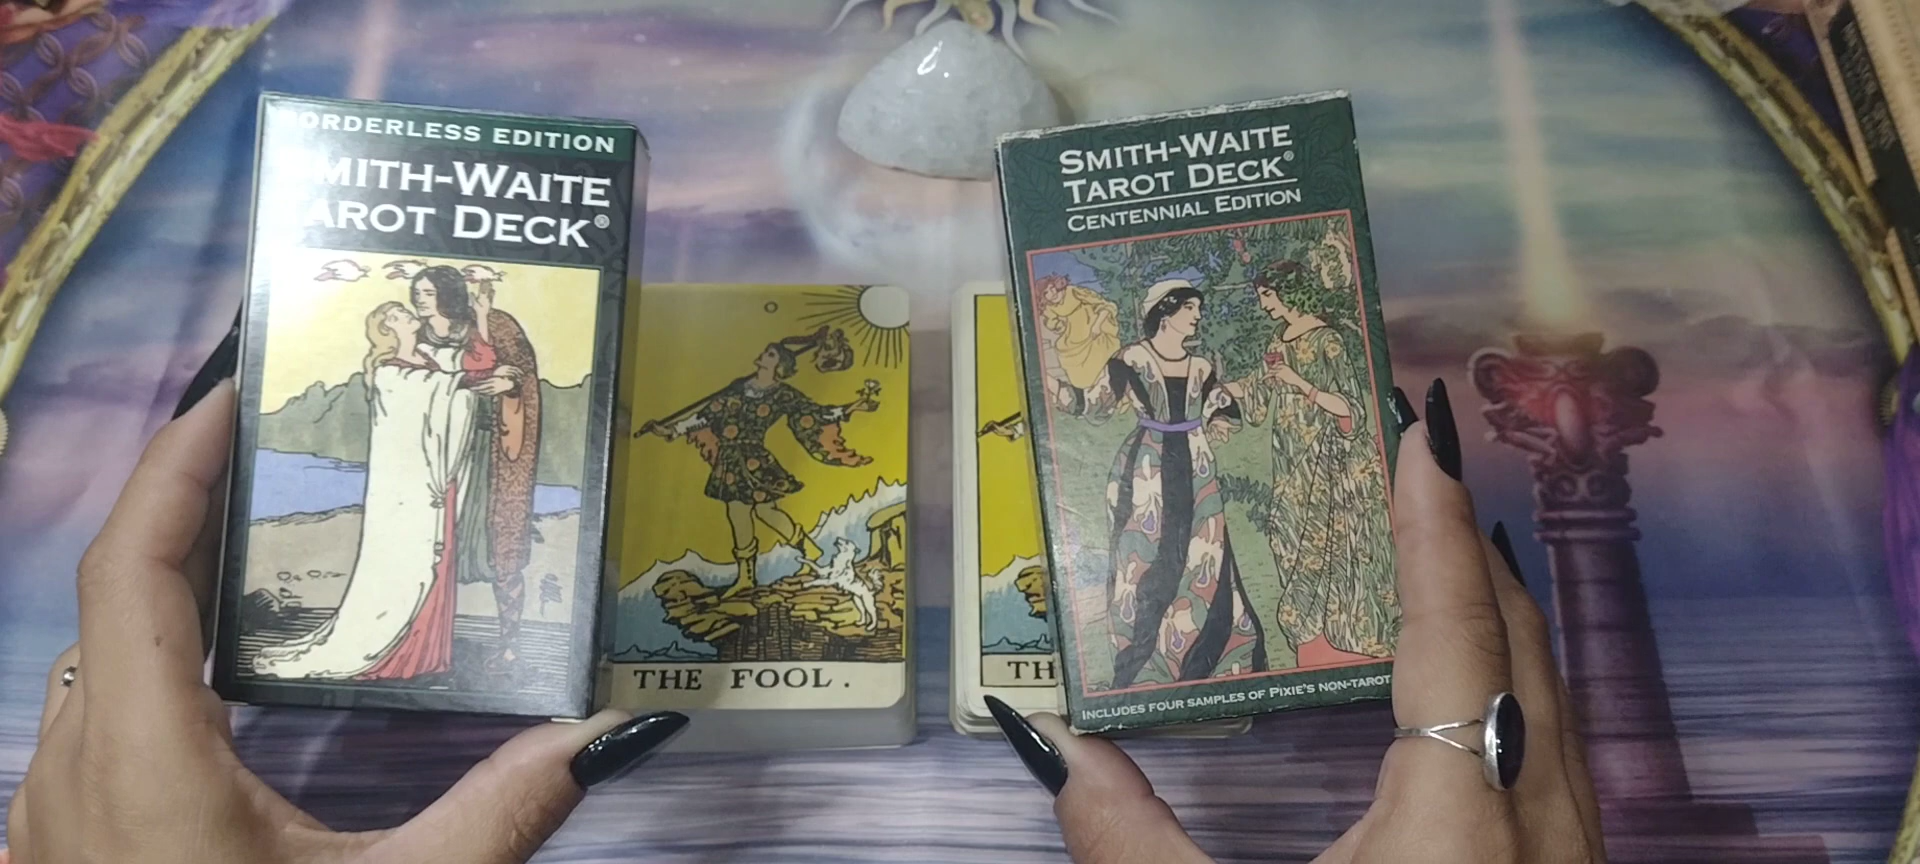 ORDERLESS EDITION
MITH-WAITE
AROT DECK®
THE FOOL.
SMITH-WAITE
TAROT DECK®
CENTENNIAL EDITION
TH
INCLUDES FOUR SAMPLES OF PIXIE'S NON-TAROT